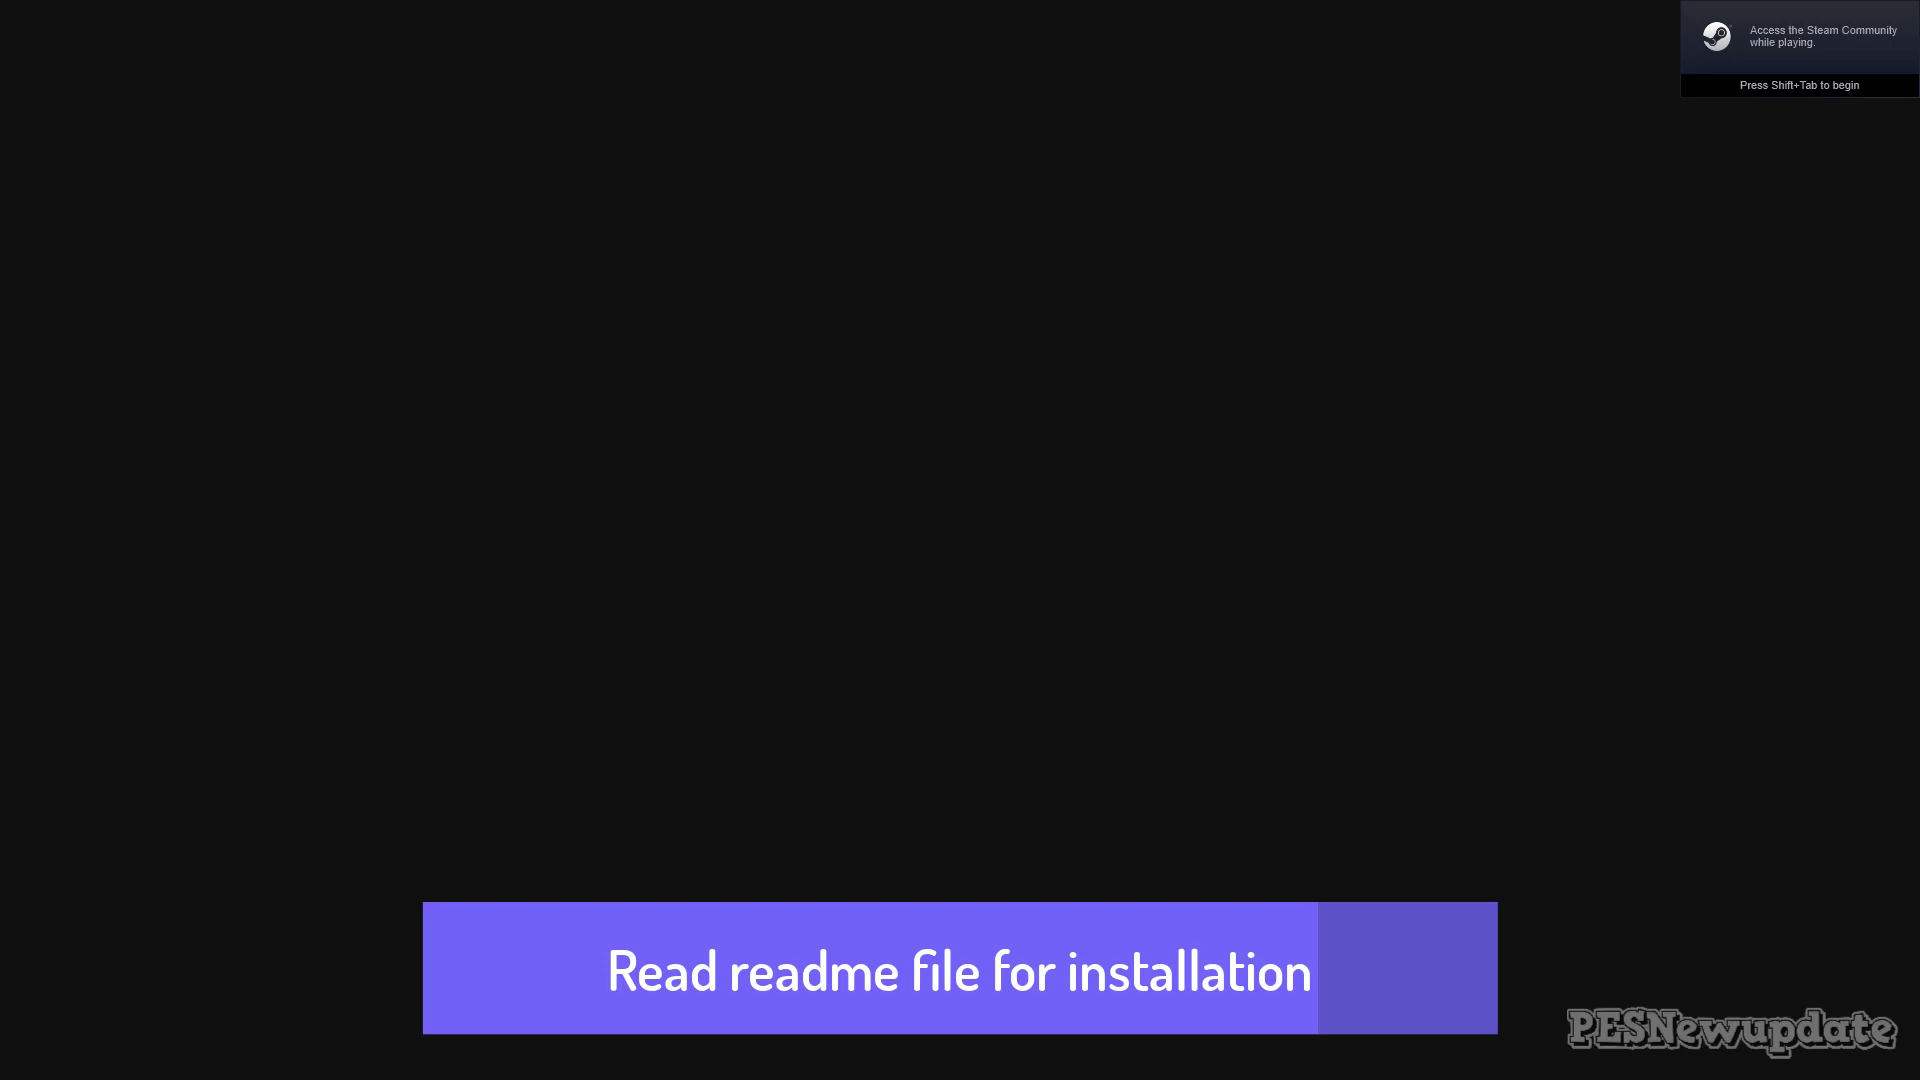 Access the Steam Community
while playing.
Press Shift+Tab to begin
Read readme file for installation
PESNewupdate